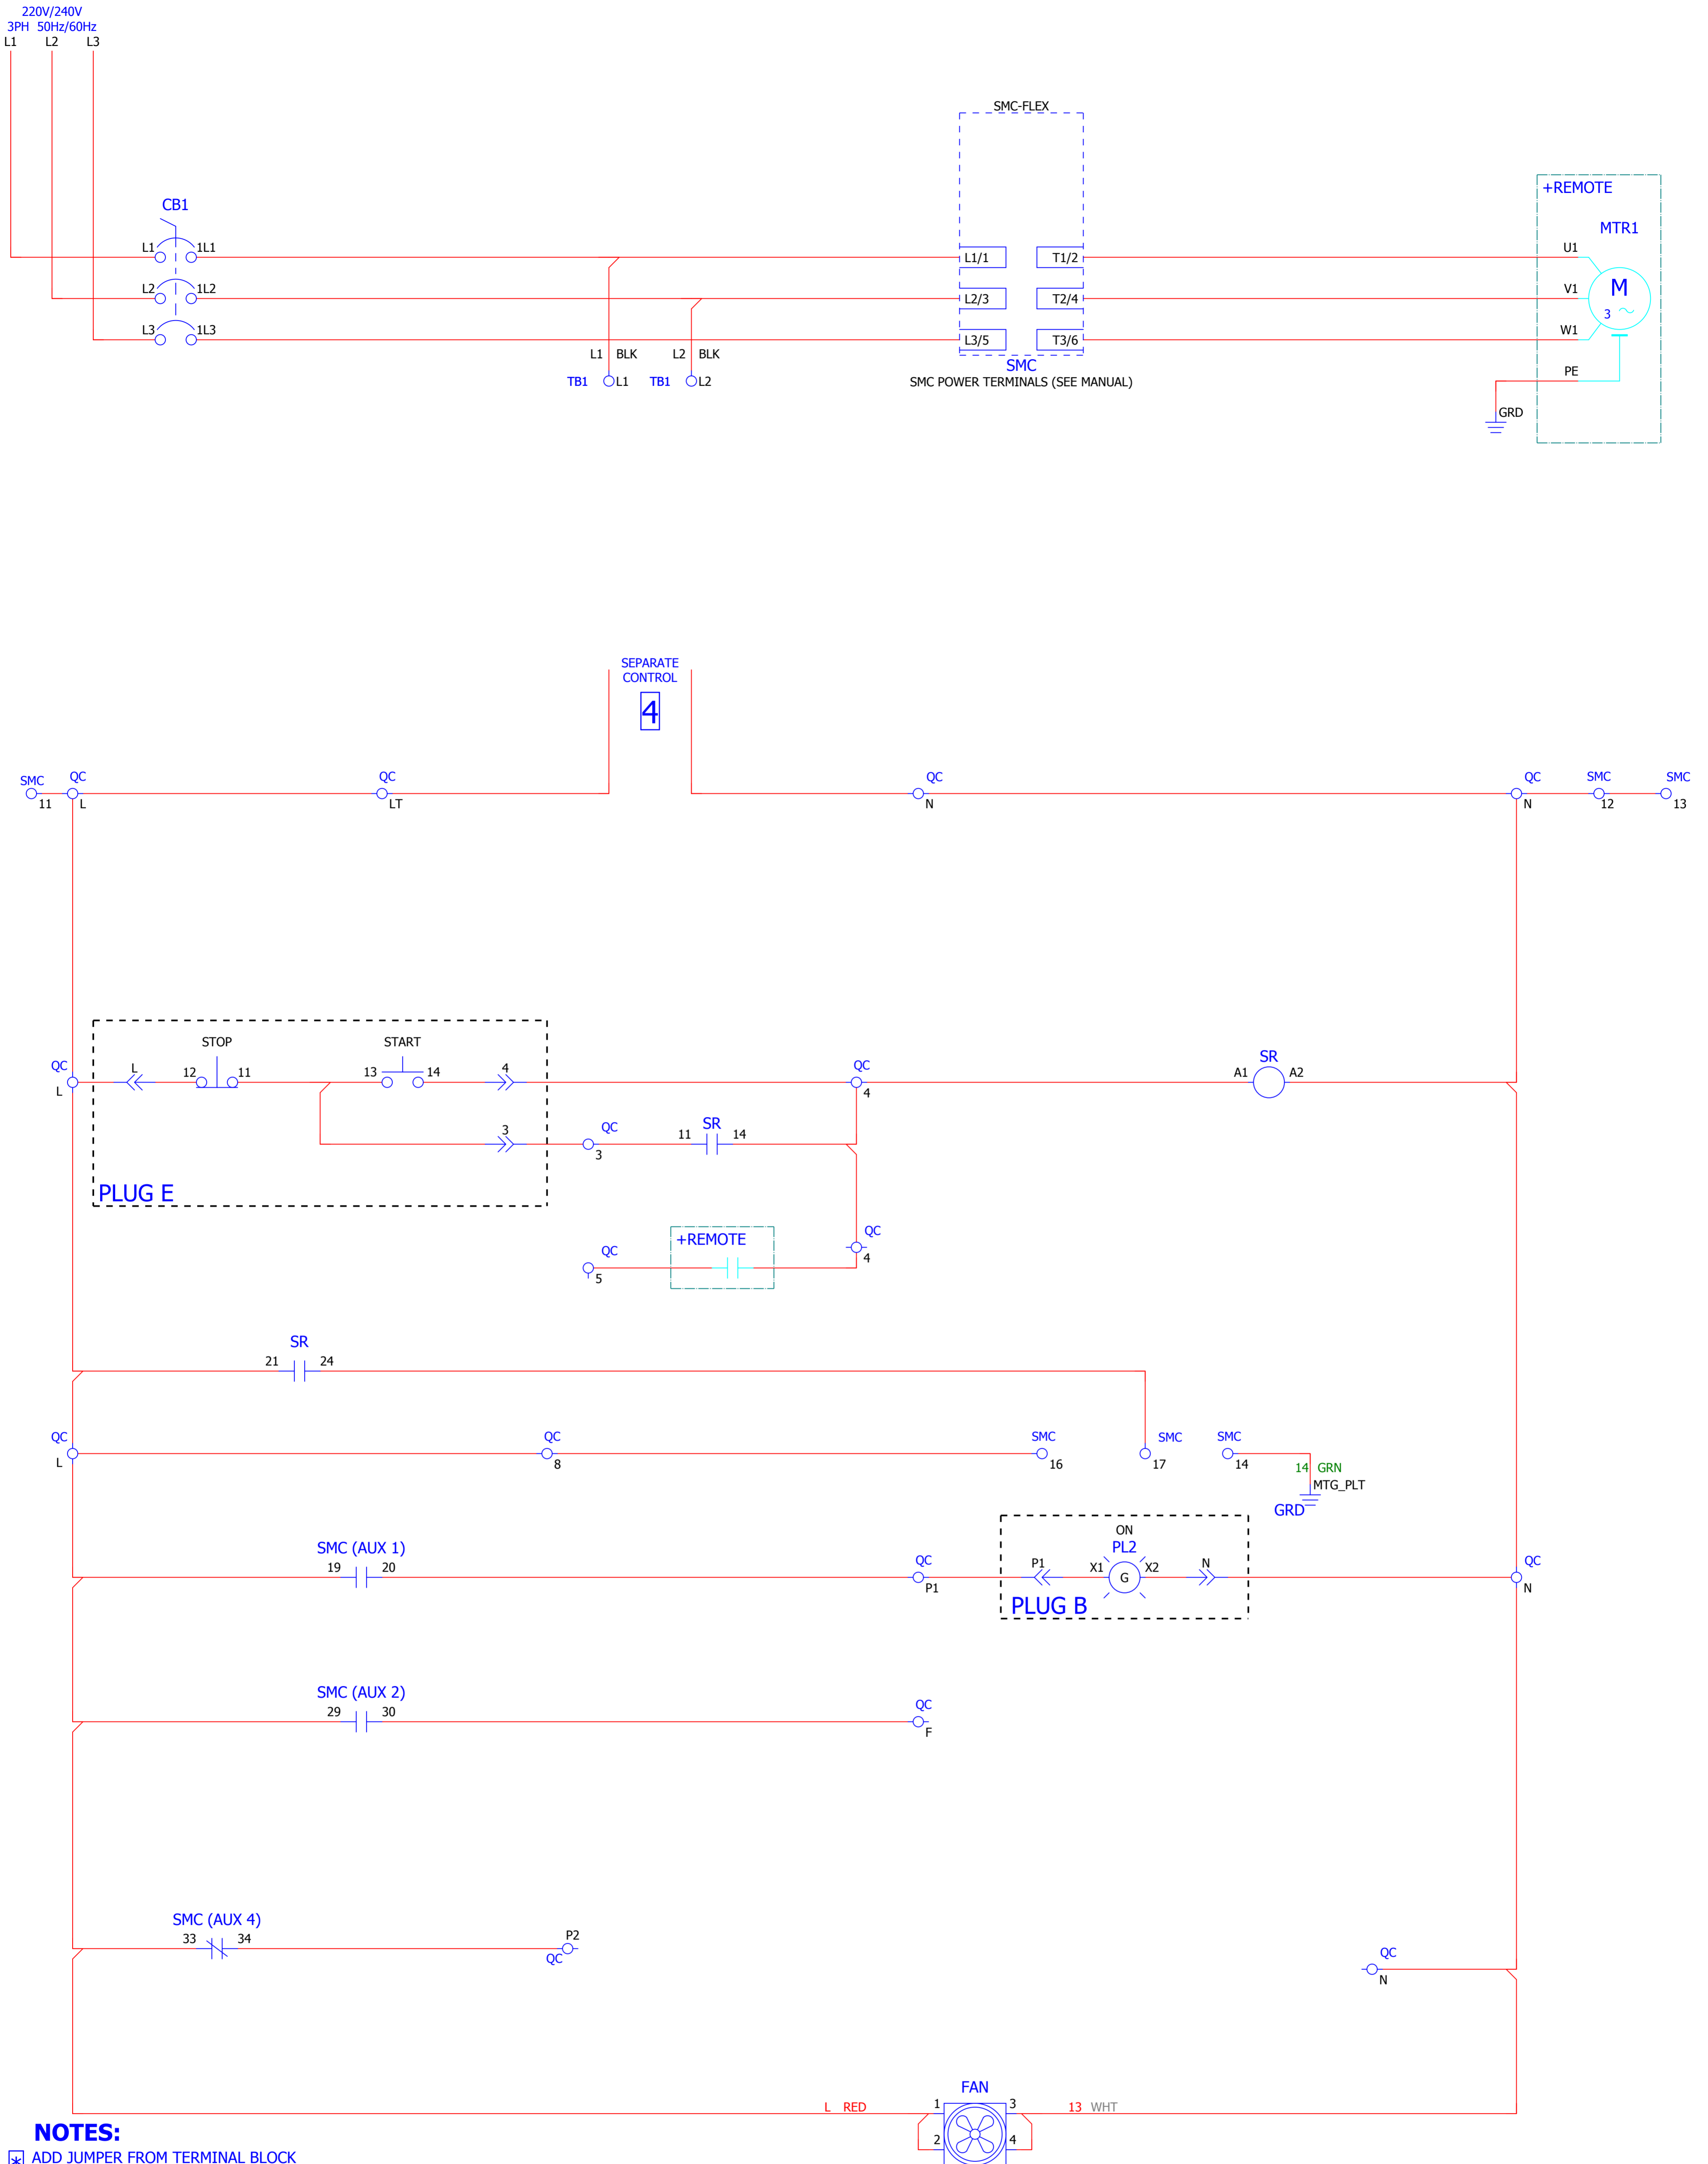 220V/240V
3PH 50Hz/60Hz
L1 L2 L3
SMC-FLEX
CB1
+REMOTE
MTR1
L1 1L1
L1/1 T1/2
U1
L2 1L2
L2/3 T2/4
V1
M
3
L3 1L3
L3/5 T3/6
W1
L1 BLK L2 BLK
SMC
PE
TB1 L1 TB1 L2
SMC POWER TERMINALS (SEE MANUAL)
GRD
SEPARATE
CONTROL
4
SMC QC QC QC QC SMC SMC
11 L LT N N 12 13
STOP START
QC L 12 11 13 14 4 QC A1 SR A2
L 4
3 QC 11 SR 14
3
PLUG E
QC +REMOTE QC
5 4
SR
21 24
QC QC SMC SMC SMC
L 8 16 17 14
14 GRN
MTG_PLT
GRD
SMC (AUX 1)
19 20
QC
P1
ON
PL2
P1 X1 G X2 N
PLUG B
QC
N
SMC (AUX 2)
29 30
QC
F
SMC (AUX 4)
33 34
P2
QC
QC
N
FAN
L RED 1 3 13 WHT
2 4
NOTES:
* ADD JUMPER FROM TERMINAL BLOCK